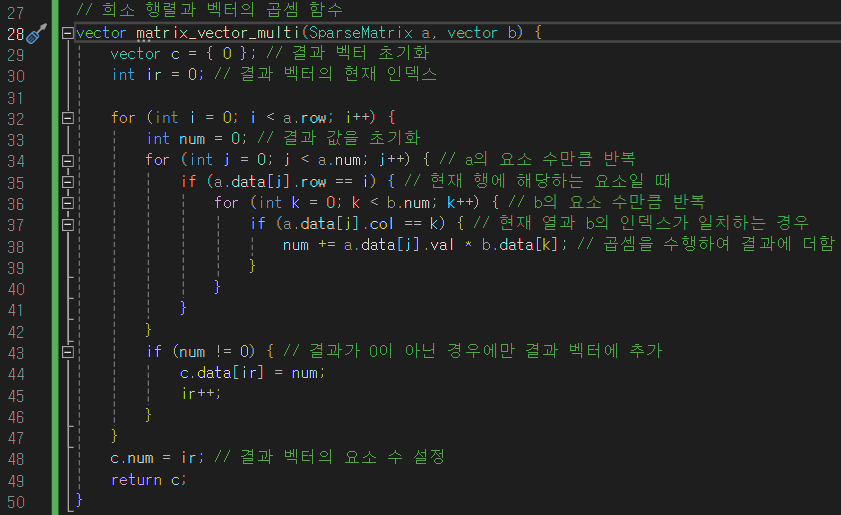 27 // 희소 행렬과 벡터의 곱셈 함수
28 vector matrix_vector_multi(SparseMatrix a, vector b) {
29 vector c = { 0 }; // 결과 벡터 초기화
30 int ir = 0; // 결과 벡터의 현재 인덱스
31
32 for (int i = 0; i < a.row; i++) {
33 int num = 0; // 결과 값을 초기화
34 for (int j = 0; j < a.num; j++) { // a의 요소 수만큼 반복
35 if (a.data[j].row == i) { // 현재 행에 해당하는 요소일 때
36 for (int k = 0; k < b.num; k++) { // b의 요소 수만큼 반복
37 if (a.data[j].col == k) { // 현재 열과 b의 인덱스가 일치하는 경우
38 num += a.data[j].val * b.data[k]; // 곱셈을 수행하여 결과에 더함
39 }
40 }
41 }
42 }
43 if (num != 0) { // 결과가 0이 아닌 경우에만 결과 벡터에 추가
44 c.data[ir] = num;
45 ir++;
46 }
47 }
48 c.num = ir; // 결과 벡터의 요소 수 설정
49 return c;
50 }